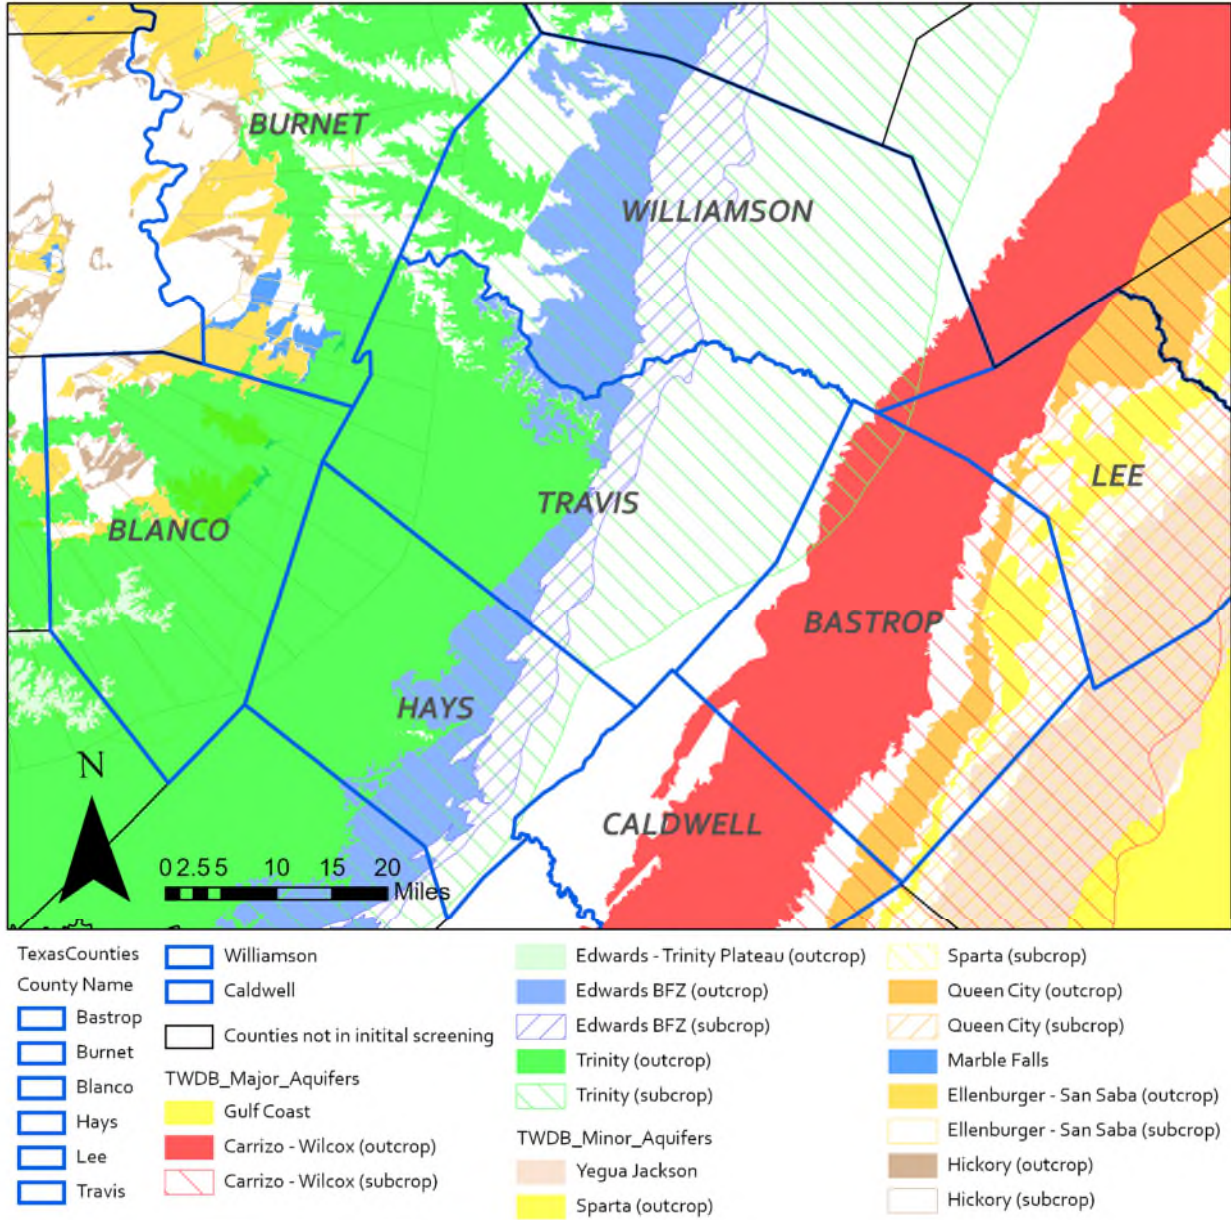 BURNET
WILLIAMSON
TRAVIS
LEE
BLANCO
BASTROP
HAYS
CALDWELL
N
0 2.5 5 10 15 20
Miles
TexasCounties
County Name
Bastrop
Burnet
Blanco
Hays
Lee
Travis
Williamson
Caldwell
Counties not in initital screening
TWDB_Major_Aquifers
Gulf Coast
Carrizo - Wilcox (outcrop)
Carrizo - Wilcox (subcrop)
Edwards - Trinity Plateau (outcrop)
Edwards BFZ (outcrop)
Edwards BFZ (subcrop)
Trinity (outcrop)
Trinity (subcrop)
TWDB_Minor_Aquifers
Yegua Jackson
Sparta (outcrop)
Sparta (subcrop)
Queen City (outcrop)
Queen City (subcrop)
Marble Falls
Ellenburger - San Saba (outcrop)
Ellenburger - San Saba (subcrop)
Hickory (outcrop)
Hickory (subcrop)